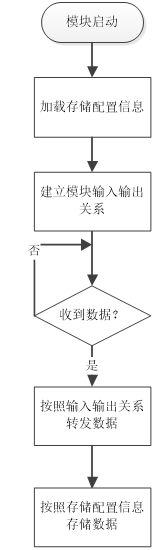 模块启动
加载存储配置信息
建立模块输入输出
关系
否
收到数据？
是
按照输入输出关系
转发数据
按照存储配置信息
存储数据